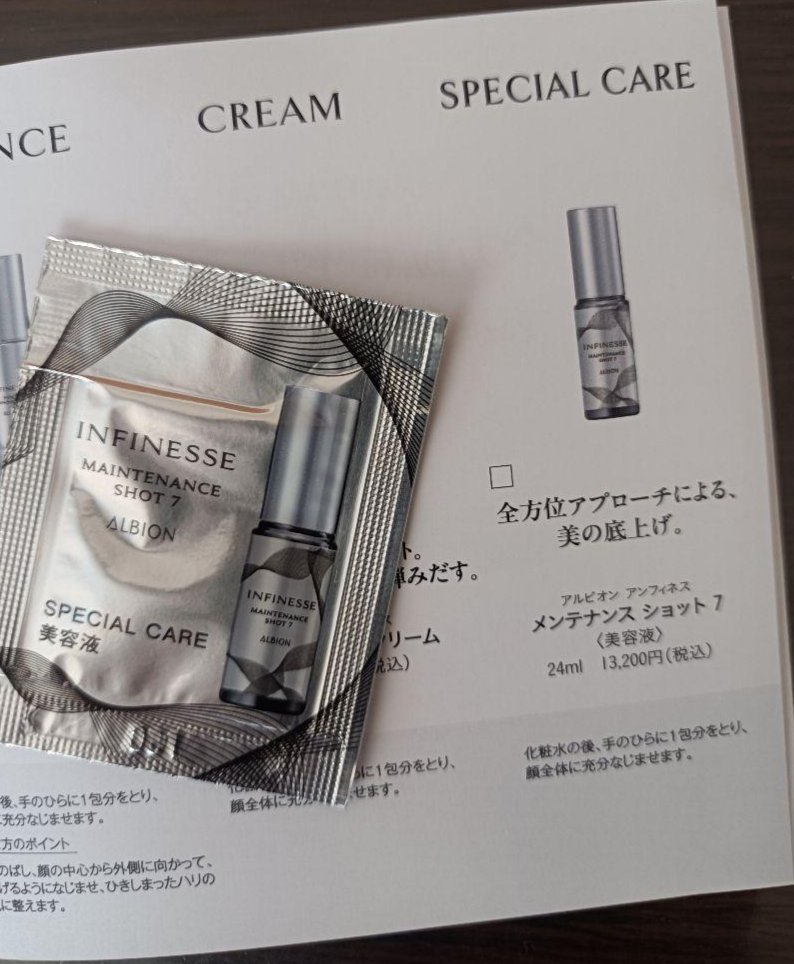 NCE
CREAM
SPECIAL CARE
INFINESSE
MAINTENANCE
SHOT 7
ALBION
SPECIAL CARE
美容液
INFINESSE
MAINTENANCE
SHOT 7
ALBION
INFINESSE
MAINTENANCE
SHOT 7
ALBION
全方位アプローチによる、
美の底上げ。
アルビオン アンフィネス
メンテナンス ショット 7
〈美容液〉
24ml 13,200円(税込)
化粧水の後、手のひらに1包分をとり、
顔全体に充分なじませます。
ト。
弾みだす。
リーム
税込)
に1包分をとり、
顔全体に充 せます。
後、手のひらに1包分をとり、
充分なじませます。
方のポイント
のばし、顔の中心から外側に向かって、
げるようになじませ、ひきしまったハリの
に整えます。